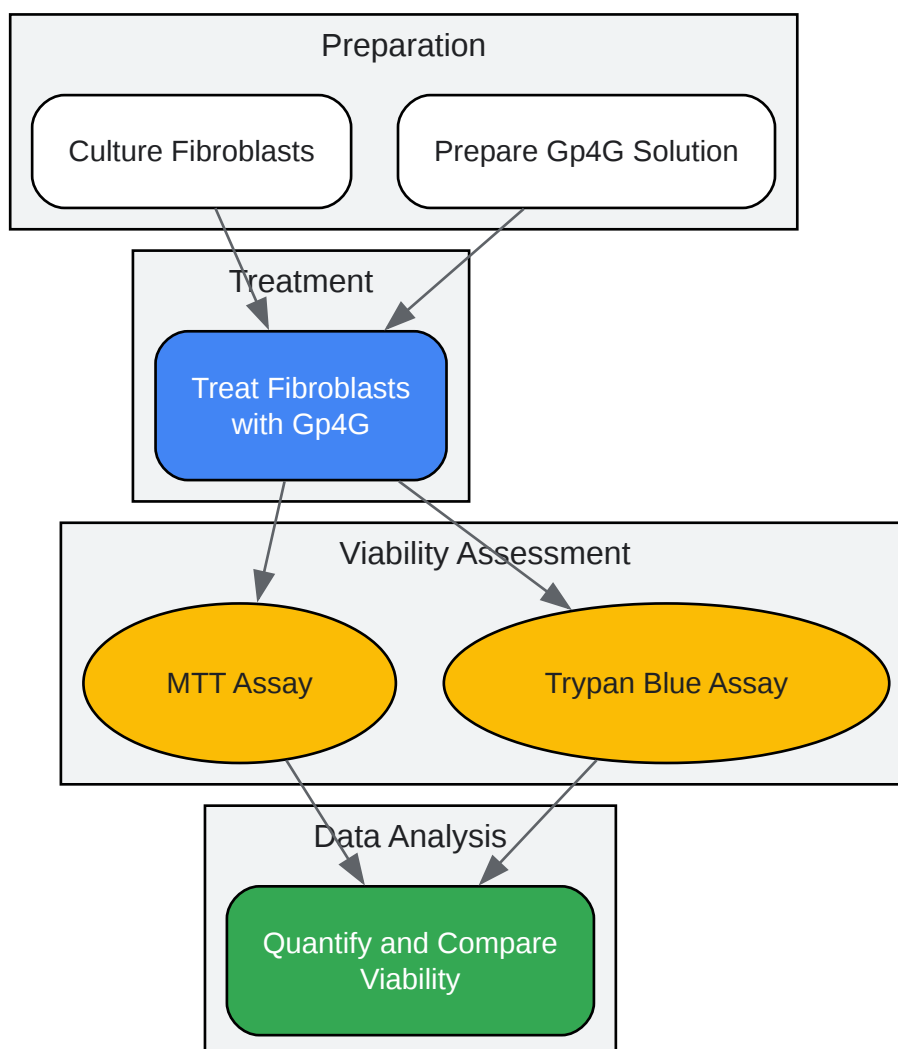 Preparation
Culture Fibroblasts
Prepare Gp4G Solution
Treatment
Treat Fibroblasts
with Gp4G
Viability Assessment
MTT Assay
Trypan Blue Assay
Data Analysis
Quantify and Compare
Viability